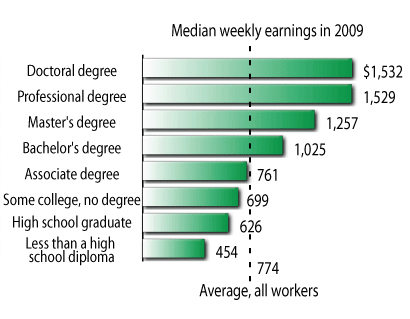 Median weekly earnings in 2009
Doctoral degree $1,532
Professional degree 1,529
Master's degree 1,257
Bachelor's degree 1,025
Associate degree 761
Some college, no degree 699
High school graduate 626
Less than a high
school diploma 454
774
Average, all workers